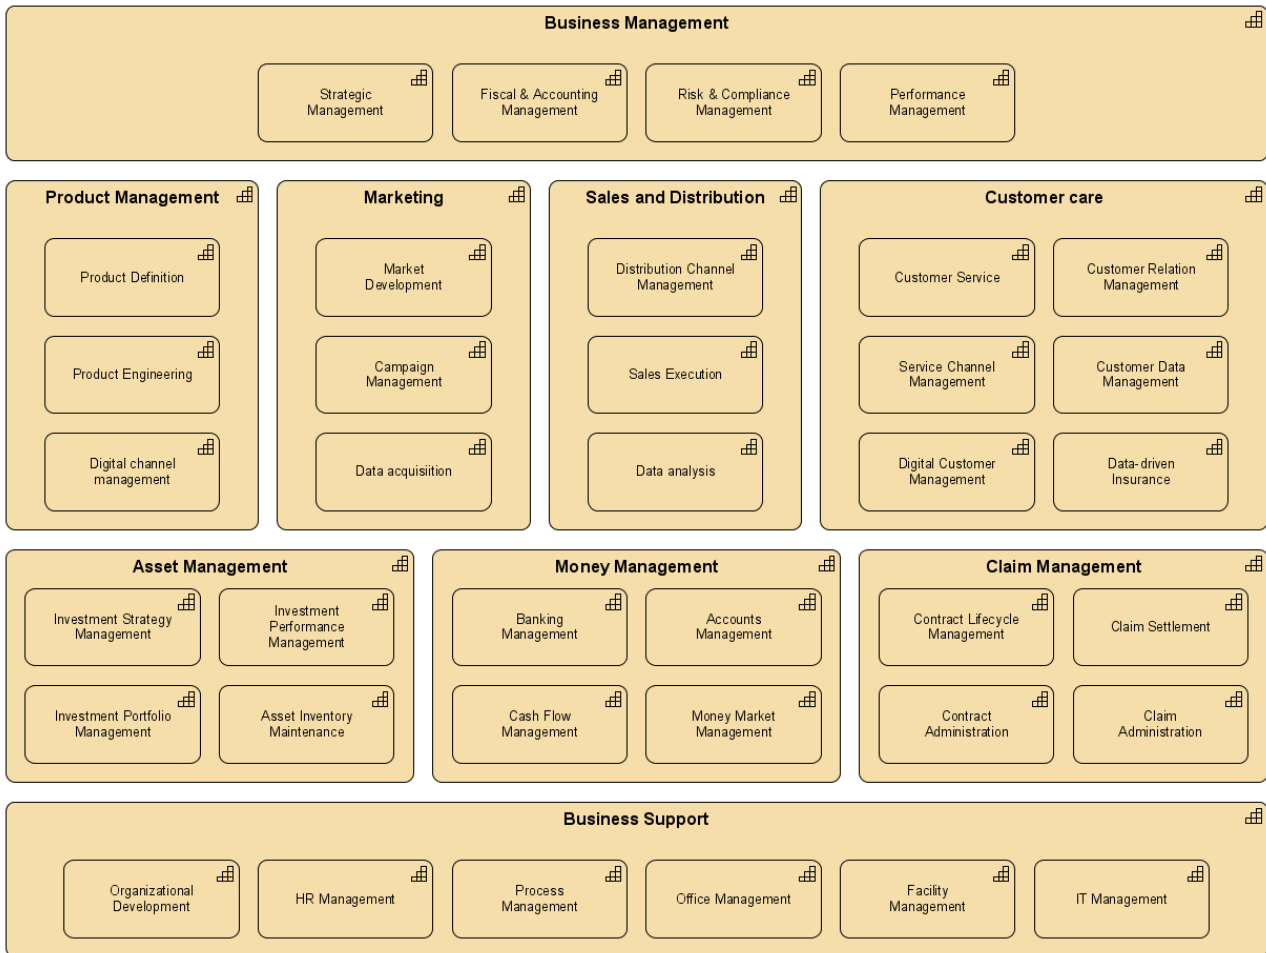 Business Management
Strategic
Management
Fiscal & Accounting
Management
Risk & Compliance
Management
Performance
Management
Product Management
Product Definition
Product Engineering
Digital channel
management
Marketing
Market
Development
Campaign
Management
Data acquisiition
Sales and Distribution
Distribution Channel
Management
Sales Execution
Data analysis
Customer care
Customer Service
Customer Relation
Management
Service Channel
Management
Customer Data
Management
Digital Customer
Management
Data-driven
Insurance
Asset Management
Investment Strategy
Management
Investment
Performance
Management
Investment Portfolio
Management
Asset Inventory
Maintenance
Money Management
Banking
Management
Accounts
Management
Cash Flow
Management
Money Market
Management
Claim Management
Contract Lifecycle
Management
Claim Settlement
Contract
Administration
Claim
Administration
Business Support
Organizational
Development
HR Management
Process
Management
Office Management
Facility
Management
IT Management